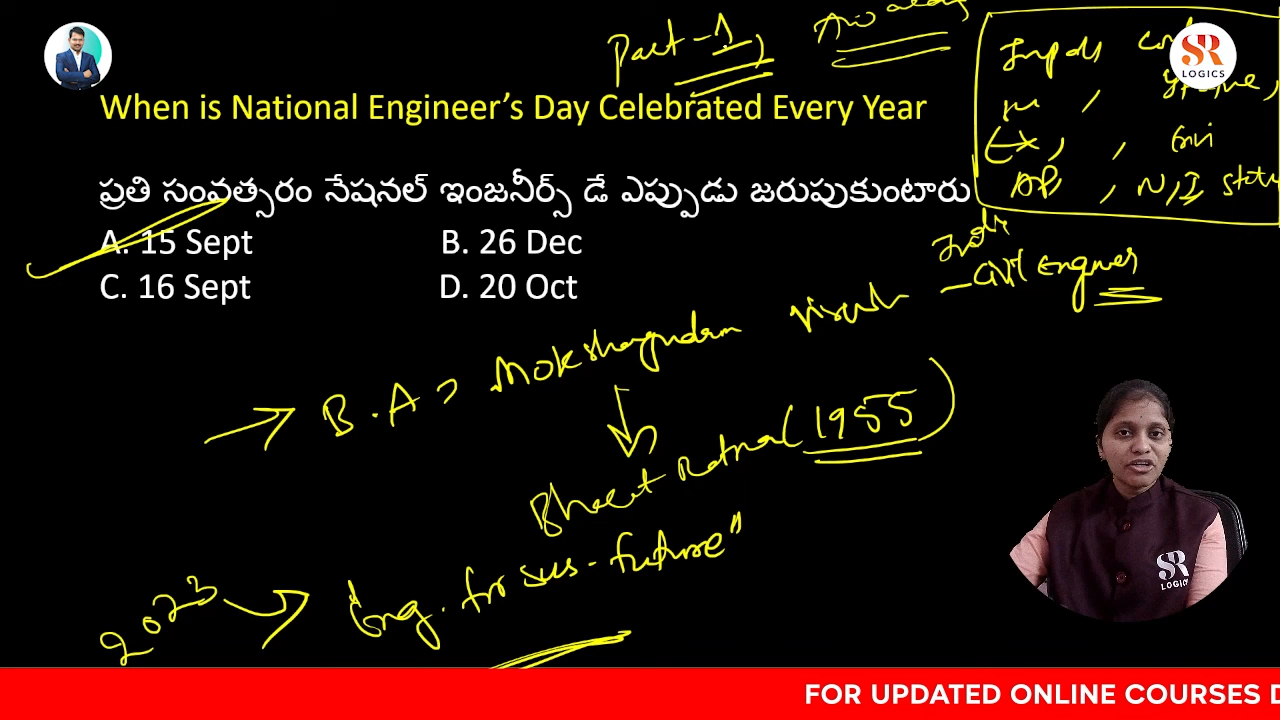 Part-1,
SR
LOGICS
When is National Engineer’s Day Celebrated Every Year
ప్రతి సంవత్సరం నేషనల్ ఇంజనీర్స్ డే ఎప్పుడు జరుపుకుంటారు
A. 15 Sept B. 26 Dec
C. 16 Sept D. 20 Oct
Civil Engineer
B.A > Mokshagundam
Bharat Ratna (1955)
2023 → Eng. for sus. future"
SR
LOGICS
FOR UPDATED ONLINE COURSES D